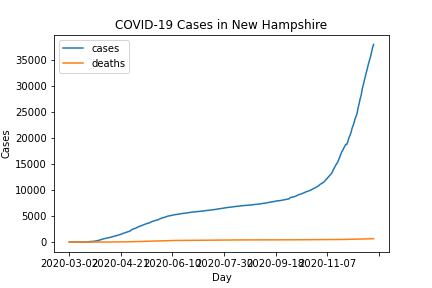 COVID-19 Cases in New Hampshire
cases
deaths
35000
30000
25000
20000
15000
10000
5000
0
Cases
2020-03-02 2020-04-21 2020-06-10 2020-07-30 2020-09-18 2020-11-07
Day